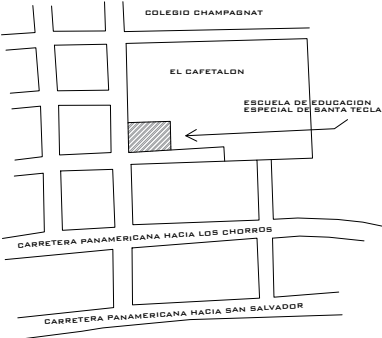 COLEGIO CHAMPAGNAT
EL CAFETALON
ESCUELA DE EDUCACION
ESPECIAL DE SANTA TECLA
CARRETERA PANAMERICANA HACIA LOS CHORROS
CARRETERA PANAMERICANA HACIA SAN SALVADOR